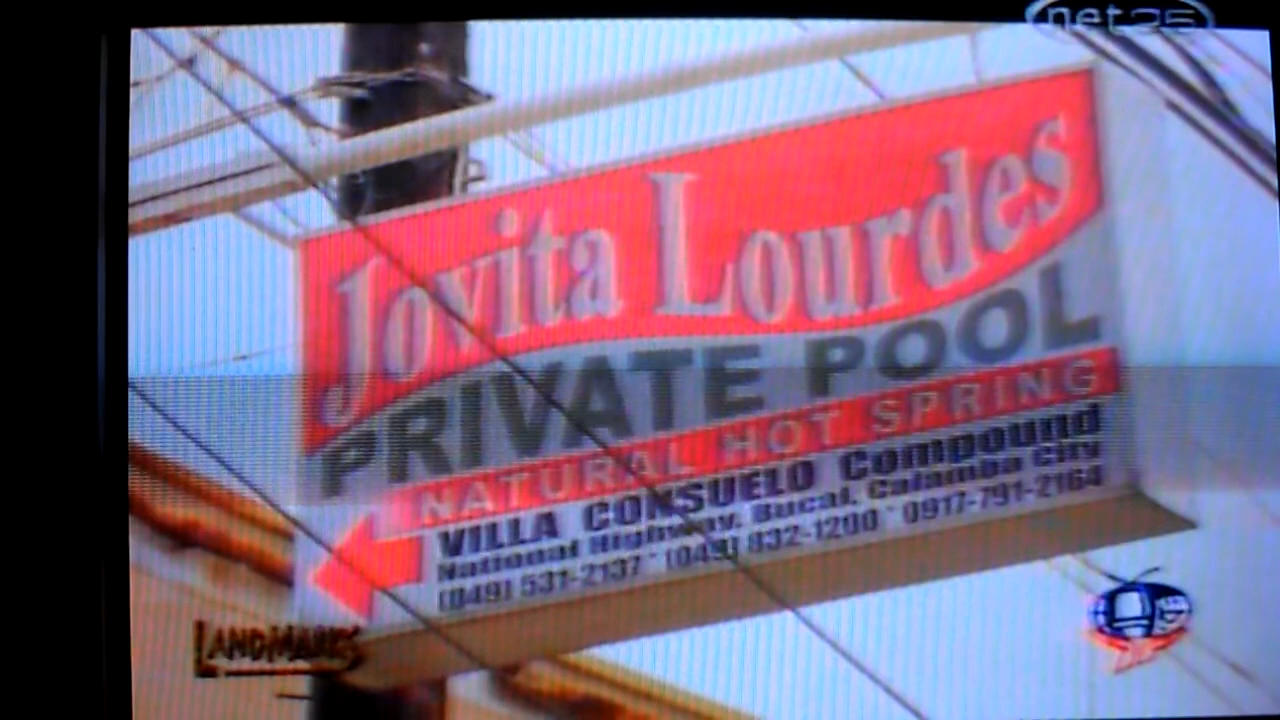 net25
Jovita Lourdes
PRIVATE POOL
NATURAL HOT SPRING
VILLA CONSUELO Compound
National Highway, Bucal, Calamba City
(049) 531-2137 * (049) 832-1200 * 0917-791-2164
LANDMARKS